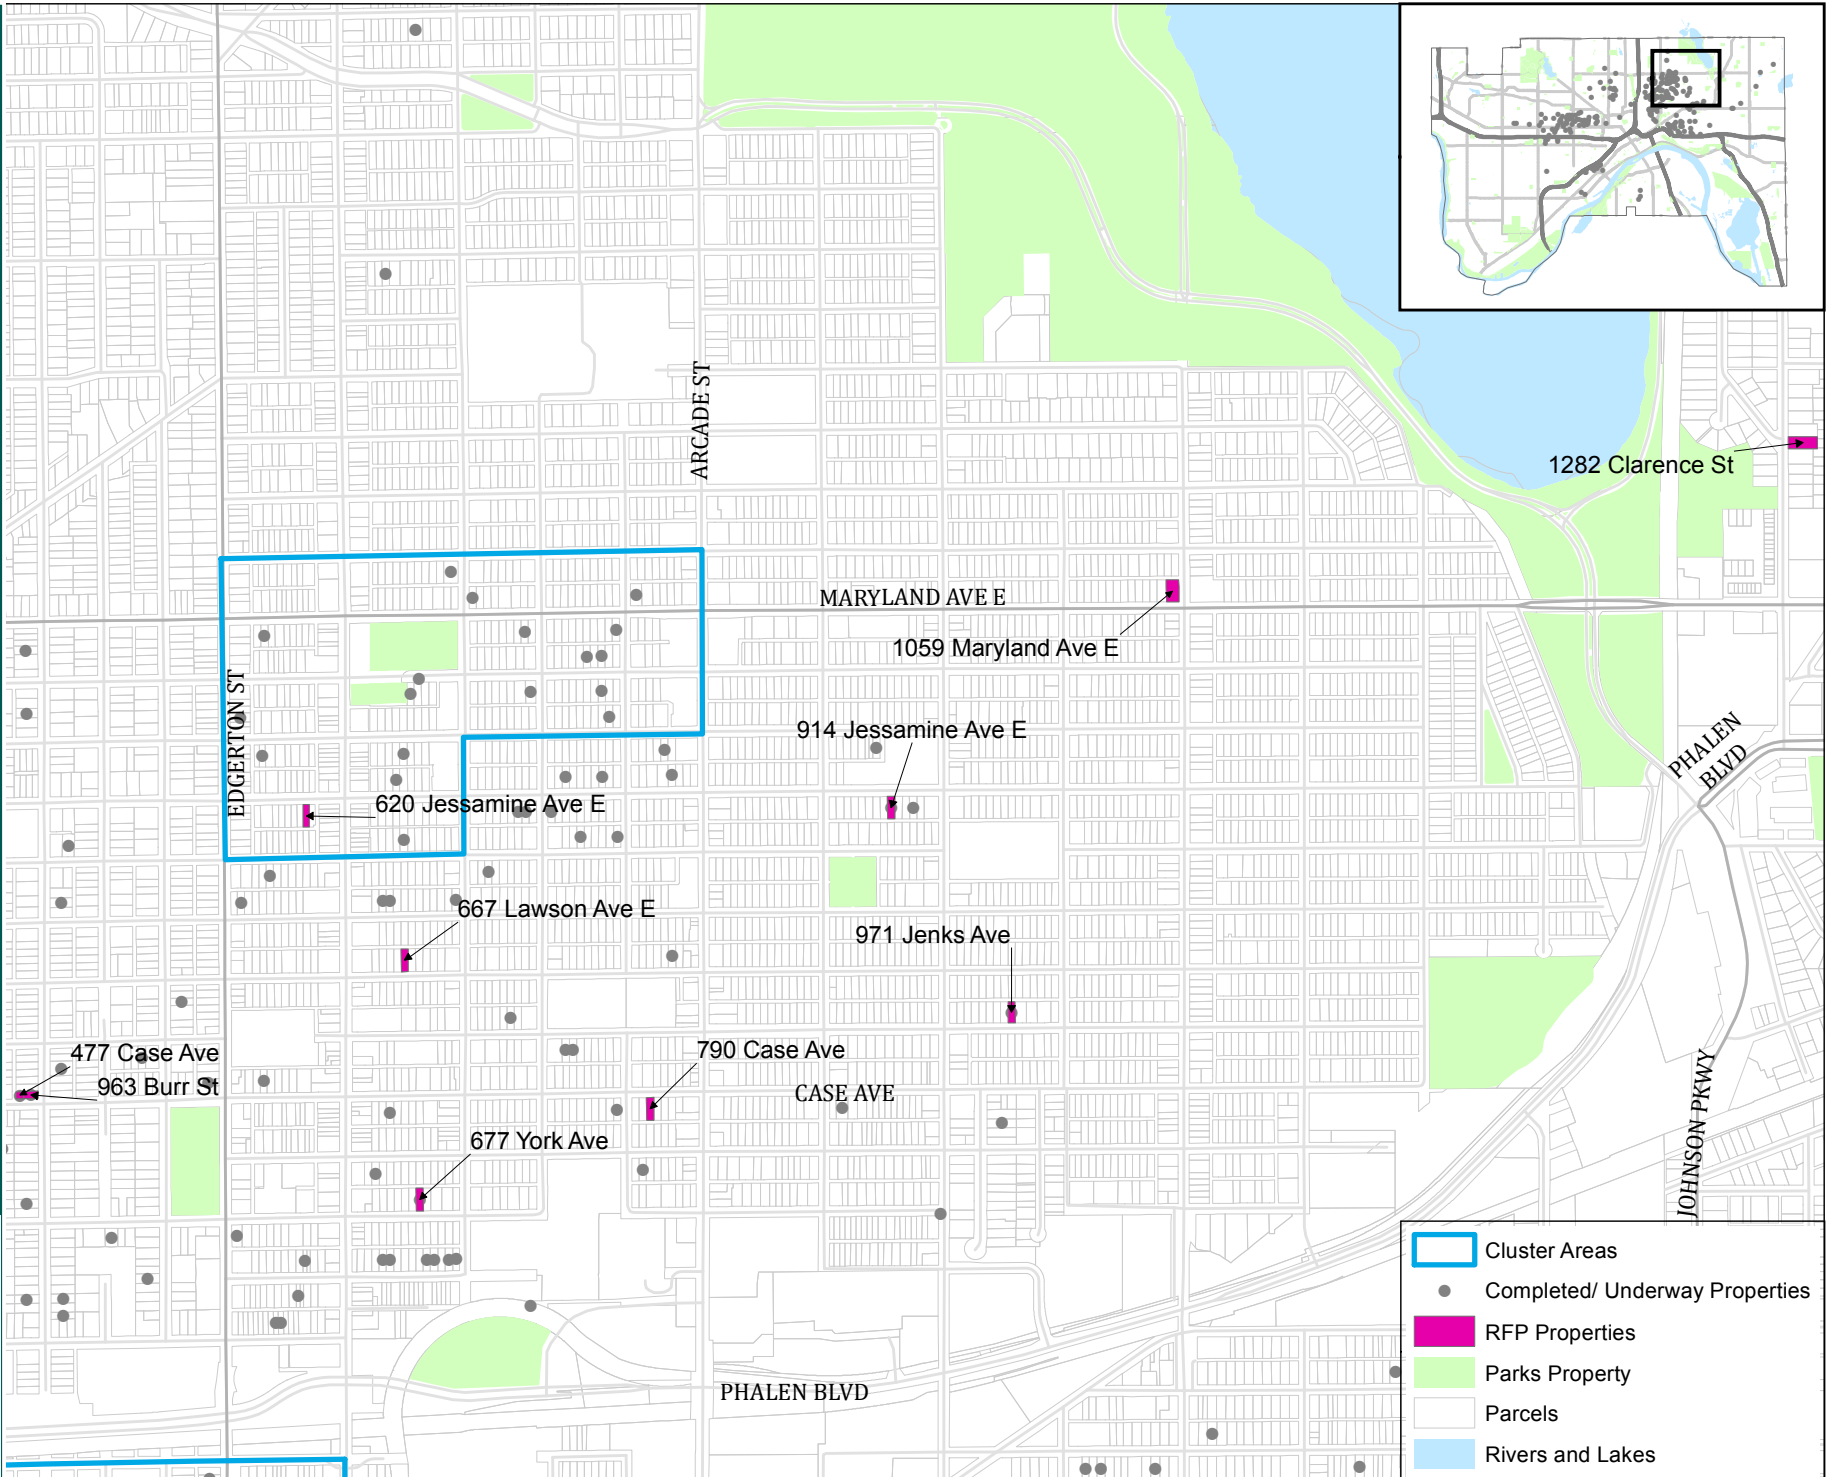 ARCADE ST
1282 Clarence St
MARYLAND AVE E
1059 Maryland Ave E
EDGERTON ST
914 Jessamine Ave E
PHALEN
BLVD
620 Jessamine Ave E
667 Lawson Ave E
971 Jenks Ave
477 Case Ave
790 Case Ave
963 Burr St
CASE AVE
677 York Ave
JOHNSON PKWY
PHALEN BLVD
Cluster Areas
Completed/ Underway Properties
RFP Properties
Parks Property
Parcels
Rivers and Lakes